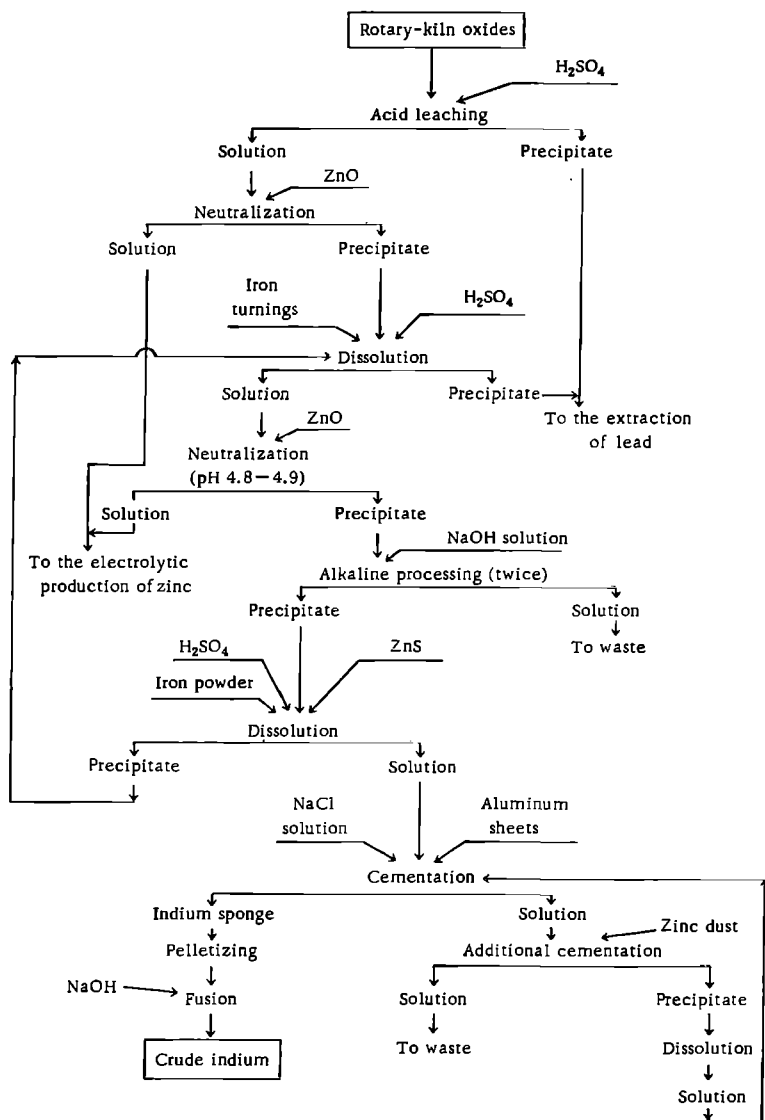 Rotary-kiln oxides
H₂SO₄
Acid leaching
Solution
Precipitate
ZnO
Neutralization
Solution
Precipitate
Iron
turnings
H₂SO₄
Dissolution
Solution
Precipitate
To the extraction
of lead
ZnO
Neutralization
(pH 4.8—4.9)
Solution
Precipitate
NaOH solution
To the electrolytic
production of zinc
Alkaline processing (twice)
Precipitate
Solution
To waste
H₂SO₄
ZnS
Iron powder
Dissolution
Precipitate
Solution
NaCl
solution
Aluminum
sheets
Cementation
Indium sponge
Solution
Zinc dust
Pelletizing
Additional cementation
NaOH
Fusion
Solution
Precipitate
Crude indium
To waste
Dissolution
Solution